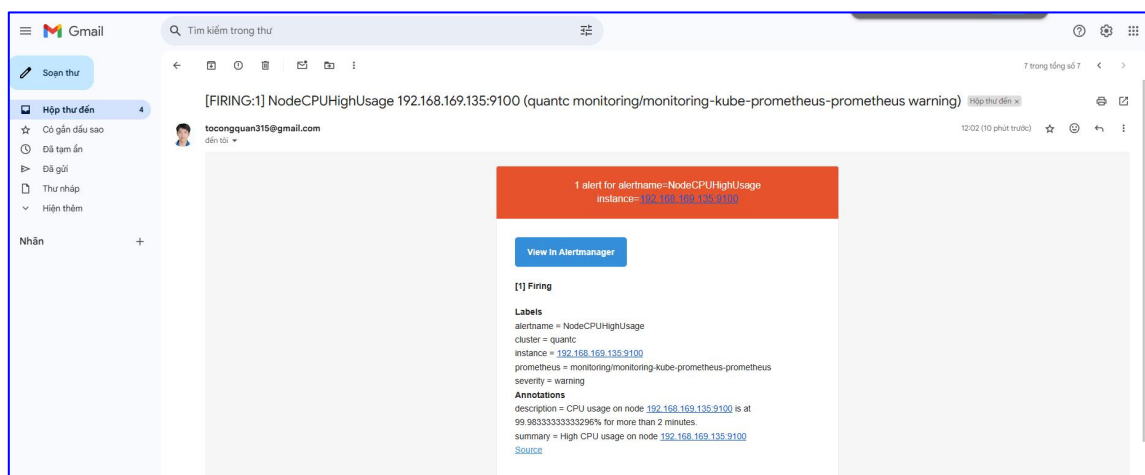 Gmail
Tìm kiếm trong thư
Soạn thư
7 trong tổng số 7
Hộp thư đến 4
Có gắn dấu sao
Đã tạm ẩn
Đã gửi
Thư nháp
Hiện thêm
Nhãn
[FIRING:1] NodeCPUHighUsage 192.168.169.135:9100 (quantc monitoring/monitoring-kube-prometheus-prometheus warning) Hộp thư đến x
tocongquan315@gmail.com
12:02 (10 phút trước)
đến tôi
1 alert for alertname=NodeCPUHighUsage
instance=192.168.169.135:9100
View In Alertmanager
[1] Firing
Labels
alertname = NodeCPUHighUsage
cluster = quantc
instance = 192.168.169.135:9100
prometheus = monitoring/monitoring-kube-prometheus-prometheus
severity = warning
Annotations
description = CPU usage on node 192.168.169.135:9100 is at
99.98333333333296% for more than 2 minutes.
summary = High CPU usage on node 192.168.169.135:9100
Source